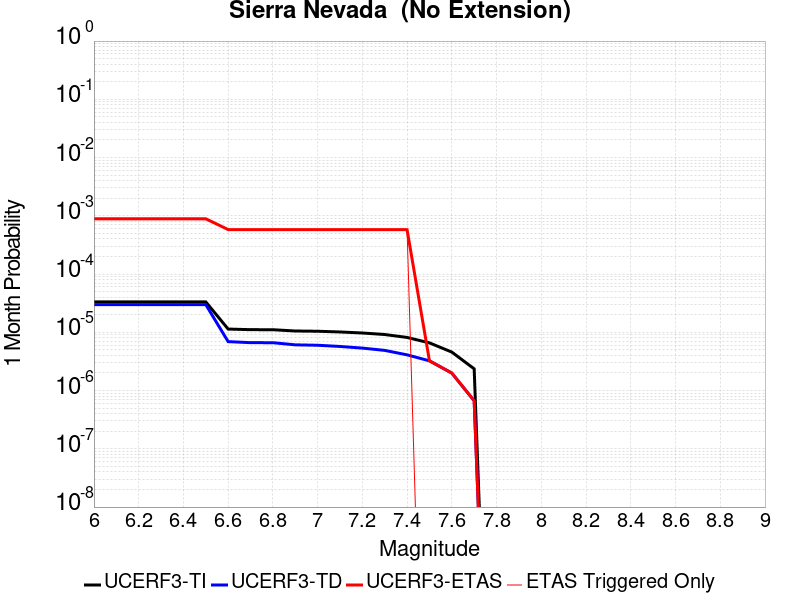 Sierra Nevada  (No Extension)
1 Month Probability
10^0
10^-1
10^-2
10^-3
10^-4
10^-5
10^-6
10^-7
10^-8
6 6.2 6.4 6.6 6.8 7 7.2 7.4 7.6 7.8 8 8.2 8.4 8.6 8.8 9
Magnitude
UCERF3-TI UCERF3-TD UCERF3-ETAS ETAS Triggered Only